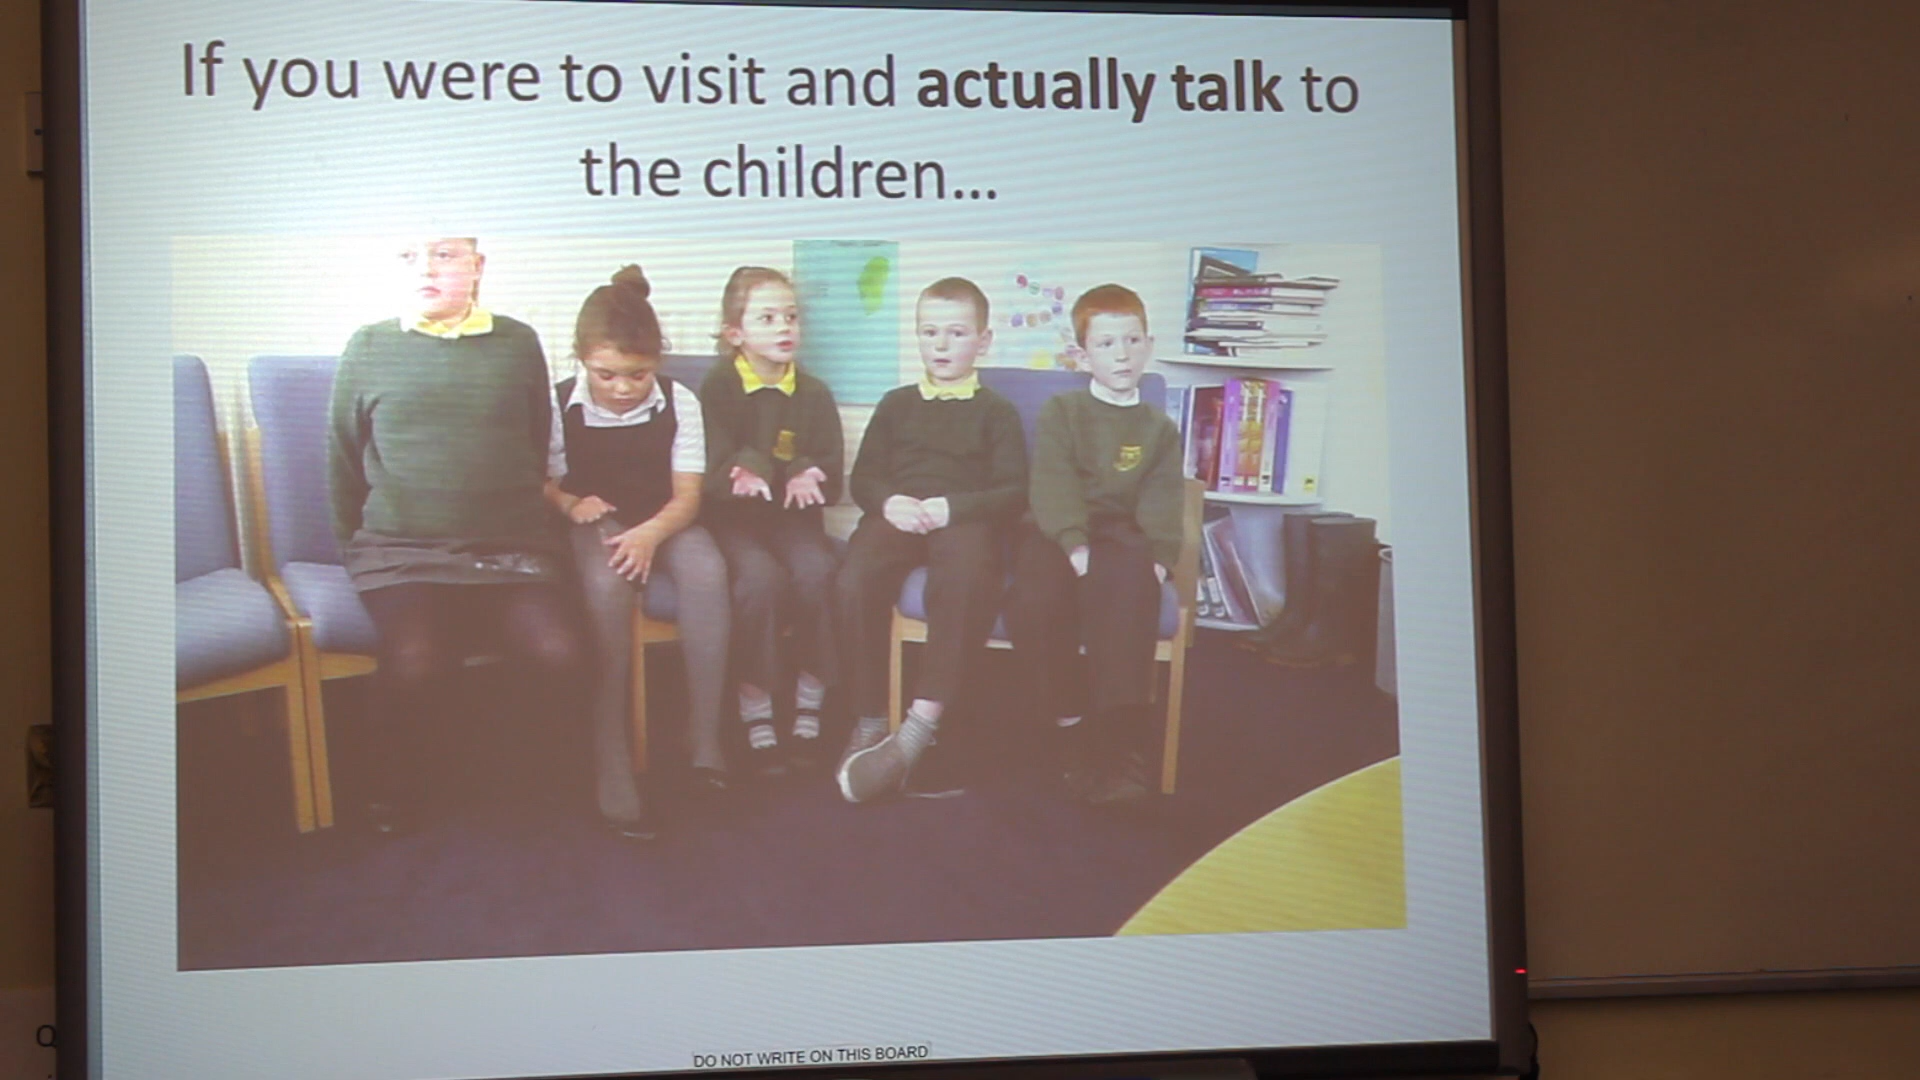 If you were to visit and actually talk to
the children...
DO NOT WRITE ON THIS BOARD